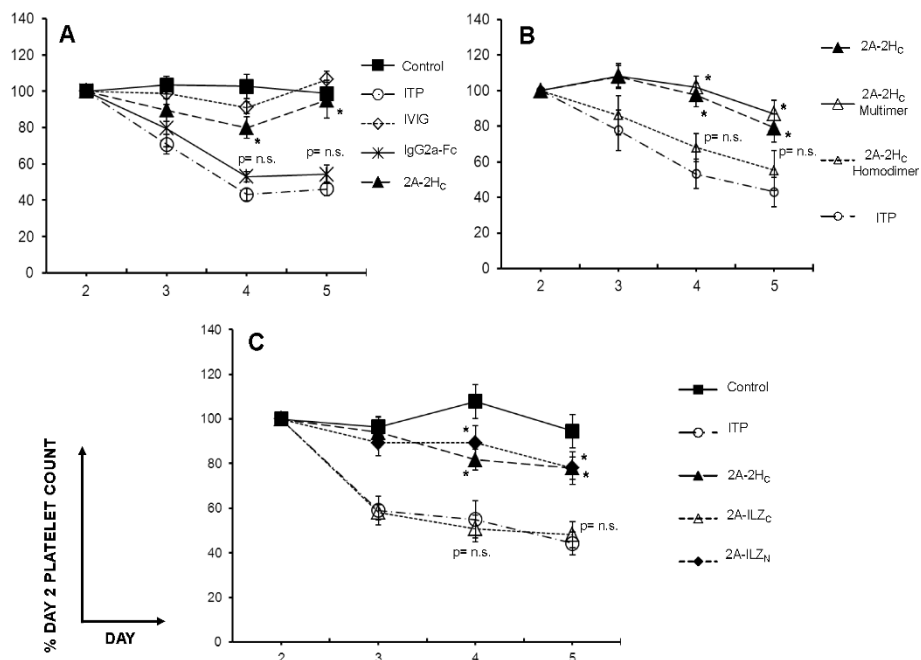 A
140
120
100
80
60
40
20
0
2 3 4 5
*
*
p= n.s.
p= n.s.
Control
ITP
IVIG
IgG2a-Fc
2A-2HC
B
140
120
100
80
60
40
20
0
2 3 4 5
*
*
*
*
p= n.s.
p= n.s.
2A-2HC
2A-2HC
Multimer
2A-2HC
Homodimer
ITP
C
140
120
100
80
60
40
20
0
2 3 4 5
*
*
*
*
p= n.s.
p= n.s.
Control
ITP
2A-2HC
2A-ILZC
2A-ILZN
% DAY 2 PLATELET COUNT
DAY